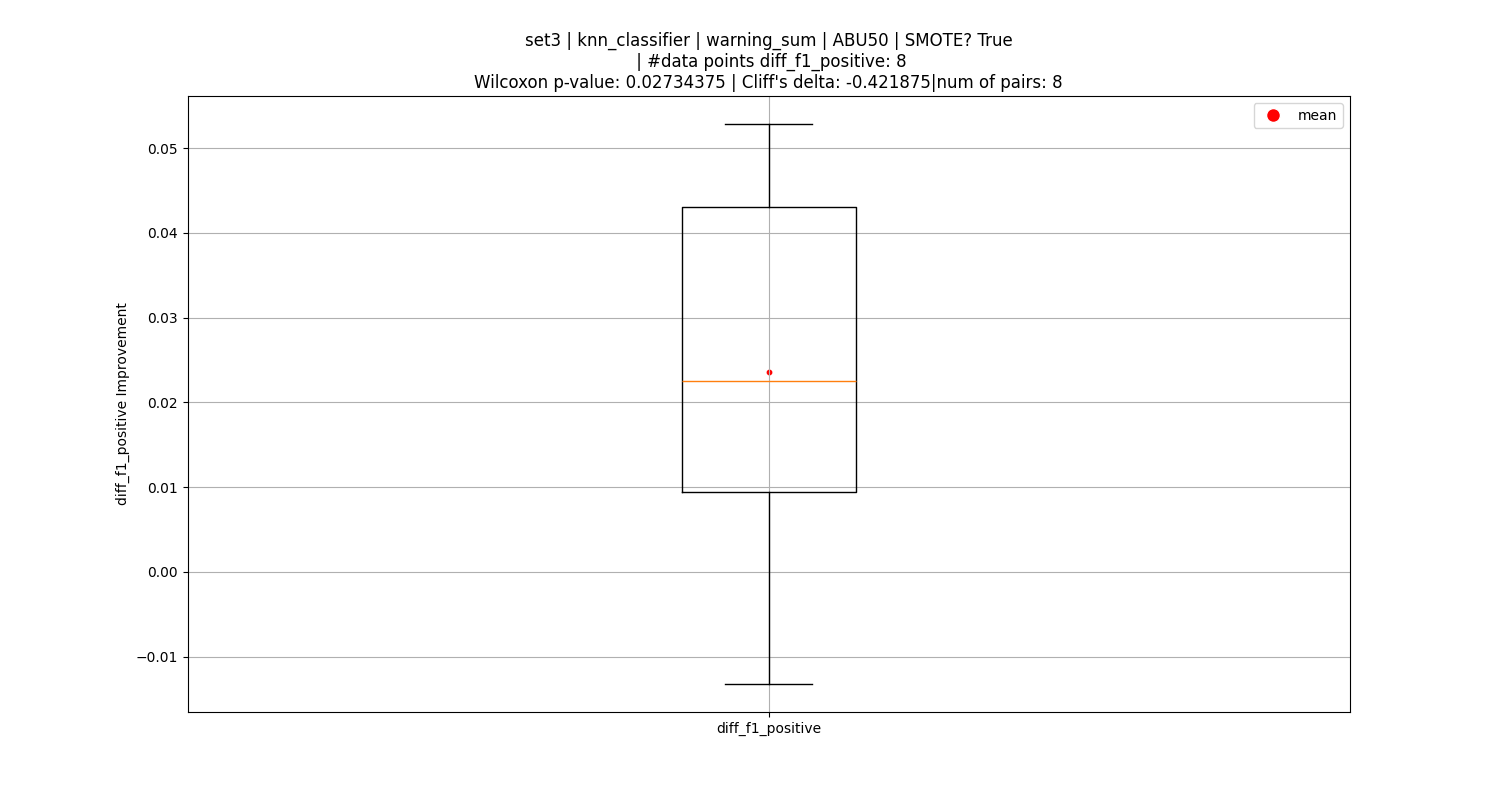 set3 | knn_classifier | warning_sum | ABU50 | SMOTE? True
| #data points diff_f1_positive: 8
Wilcoxon p-value: 0.02734375 | Cliff's delta: -0.421875|num of pairs: 8
mean
0.05
0.04
0.03
0.02
0.01
0.00
−0.01
diff_f1_positive Improvement
diff_f1_positive